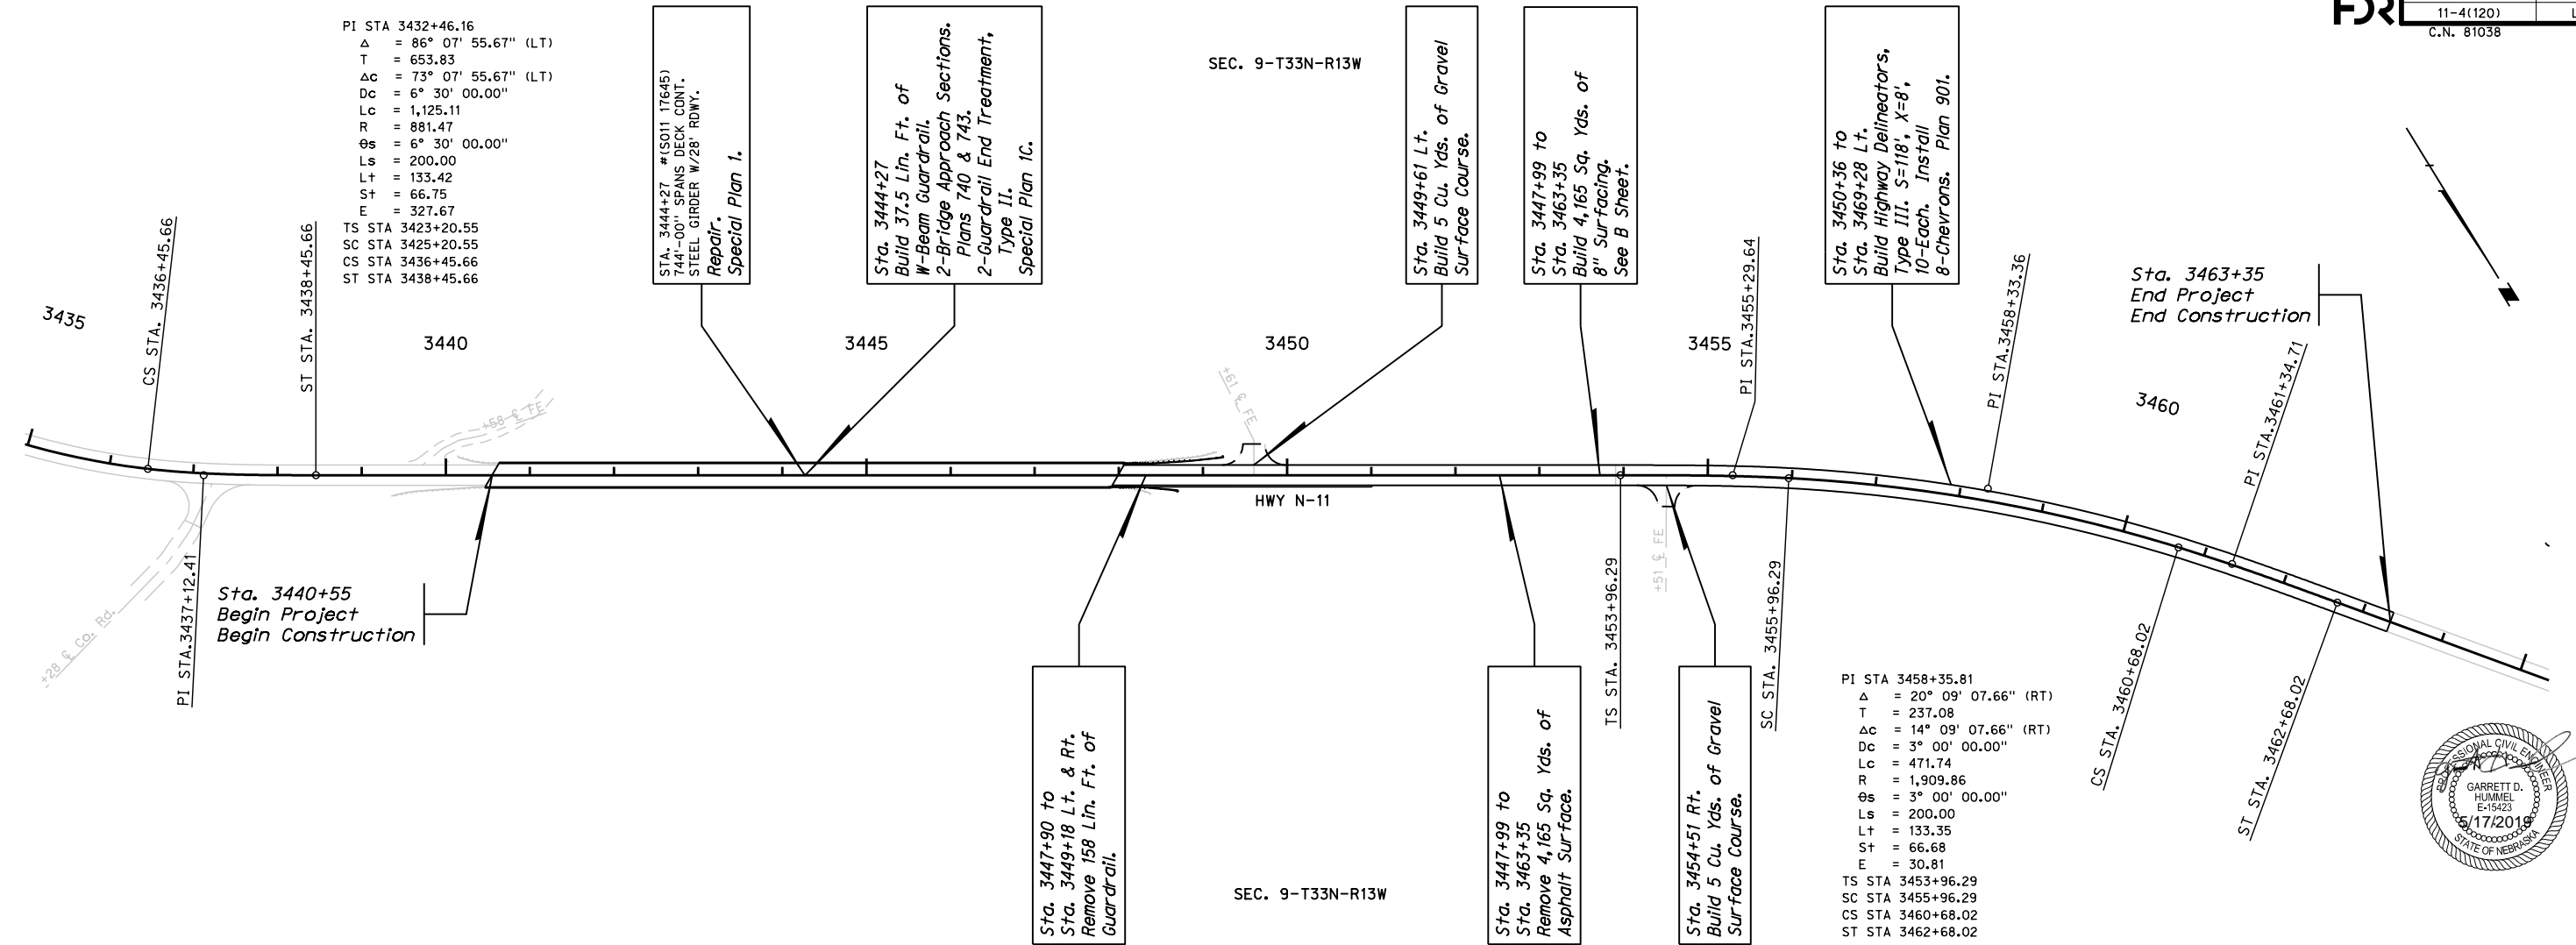 PI STA 3432+46.16
Δ = 86° 07' 55.67" (LT)
T = 653.83
Δc = 73° 07' 55.67" (LT)
Dc = 6° 30' 00.00"
Lc = 1,125.11
R = 881.47
θs = 6° 30' 00.00"
Ls = 200.00
Lt = 133.42
St = 66.75
E = 327.67
TS STA 3423+20.55
SC STA 3425+20.55
CS STA 3436+45.66
ST STA 3438+45.66
STA. 3444+27 #(S011 17645)
744'-00" SPANS DECK CONT.
STEEL GIRDER W/28' RDWY.
Repair.
Special Plan 1.
Sta. 3444+27
Build 37.5 Lin. Ft. of
W-Beam Guardrail.
2-Bridge Approach Sections.
Plans 740 & 743.
2-Guardrail End Treatment,
Type II.
Special Plan 1C.
SEC. 9-T33N-R13W
Sta. 3449+61 Lt.
Build 5 Cu. Yds. of Gravel
Surface Course.
Sta. 3447+99 to
Sta. 3463+35
Build 4,165 Sq. Yds. of
8" Surfacing.
See B Sheet.
Sta. 3450+36 to
Sta. 3469+28 Lt.
Build Highway Delineators,
Type III. S=118', X=8',
10-Each. Install
8-Chevrons. Plan 901.
HDR
11-4(120)
C.N. 81038
3435
CS STA. 3436+45.66
ST STA. 3438+45.66
3440
3445
3450
3455
PI STA.3455+29.64
PI STA.3458+33.36
Sta. 3463+35
End Project
End Construction
3460
PI STA.3461+34.71
+58 ℄ FE
+61 ℄ FE
HWY N-11
+51 ℄ FE
+28 ℄ Co. Rd.
PI STA.3437+12.41
Sta. 3440+55
Begin Project
Begin Construction
Sta. 3447+90 to
Sta. 3449+18 Lt. & Rt.
Remove 158 Lin. Ft. of
Guardrail.
SEC. 9-T33N-R13W
Sta. 3447+99 to
Sta. 3463+35
Remove 4,165 Sq. Yds. of
Asphalt Surface.
TS STA. 3453+96.29
Sta. 3454+51 Rt.
Build 5 Cu. Yds. of Gravel
Surface Course.
SC STA. 3455+96.29
PI STA 3458+35.81
Δ = 20° 09' 07.66" (RT)
T = 237.08
Δc = 14° 09' 07.66" (RT)
Dc = 3° 00' 00.00"
Lc = 471.74
R = 1,909.86
θs = 3° 00' 00.00"
Ls = 200.00
Lt = 133.35
St = 66.68
E = 30.81
TS STA 3453+96.29
SC STA 3455+96.29
CS STA 3460+68.02
ST STA 3462+68.02
CS STA. 3460+68.02
ST STA. 3462+68.02
PROFESSIONAL CIVIL ENGINEER
GARRETT D.
HUMMEL
E-15423
5/17/2019
STATE OF NEBRASKA